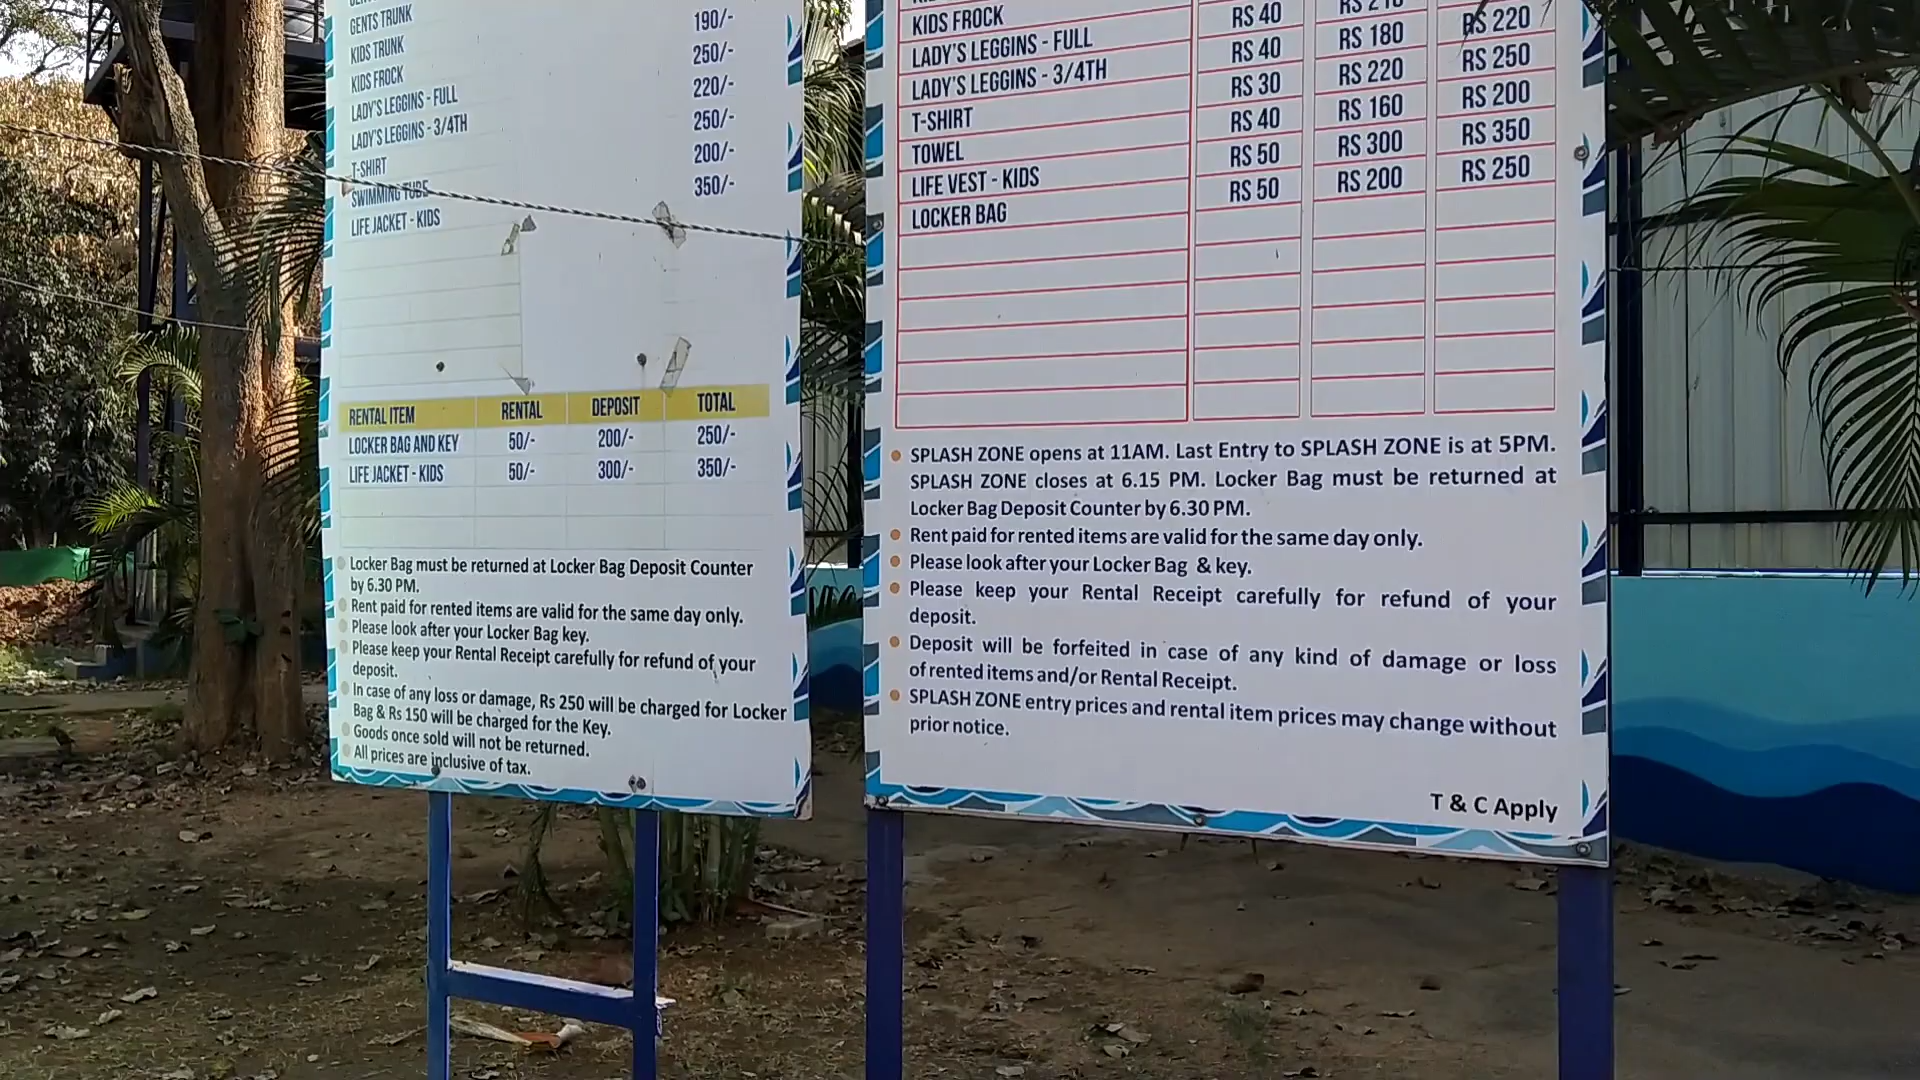 GENTS TRUNK 190/-
KIDS TRUNK 250/-
KIDS FROCK 220/-
LADY'S LEGGINS - FULL 250/-
LADY'S LEGGINS - 3/4TH 200/-
T-SHIRT 350/-
SWIMMING TUBE
LIFE JACKET - KIDS
RENTAL ITEM RENTAL DEPOSIT TOTAL
LOCKER BAG AND KEY 50/- 200/- 250/-
LIFE JACKET - KIDS 50/- 300/- 350/-
Locker Bag must be returned at Locker Bag Deposit Counter
by 6.30 PM.
Rent paid for rented items are valid for the same day only.
Please look after your Locker Bag key.
Please keep your Rental Receipt carefully for refund of your
deposit.
In case of any loss or damage, Rs 250 will be charged for Locker
Bag & Rs 150 will be charged for the Key.
Goods once sold will not be returned.
All prices are inclusive of tax.
KIDS FROCK RS 40 RS 210 RS 220
LADY'S LEGGINS - FULL RS 40 RS 180 RS 250
LADY'S LEGGINS - 3/4TH RS 30 RS 220 RS 200
T-SHIRT RS 40 RS 160 RS 350
TOWEL RS 50 RS 300 RS 250
LIFE VEST - KIDS RS 50 RS 200
LOCKER BAG
SPLASH ZONE opens at 11AM. Last Entry to SPLASH ZONE is at 5PM.
SPLASH ZONE closes at 6.15 PM. Locker Bag must be returned at
Locker Bag Deposit Counter by 6.30 PM.
Rent paid for rented items are valid for the same day only.
Please look after your Locker Bag & key.
Please keep your Rental Receipt carefully for refund of your
deposit.
Deposit will be forfeited in case of any kind of damage or loss
of rented items and/or Rental Receipt.
SPLASH ZONE entry prices and rental item prices may change without
prior notice.
T & C Apply